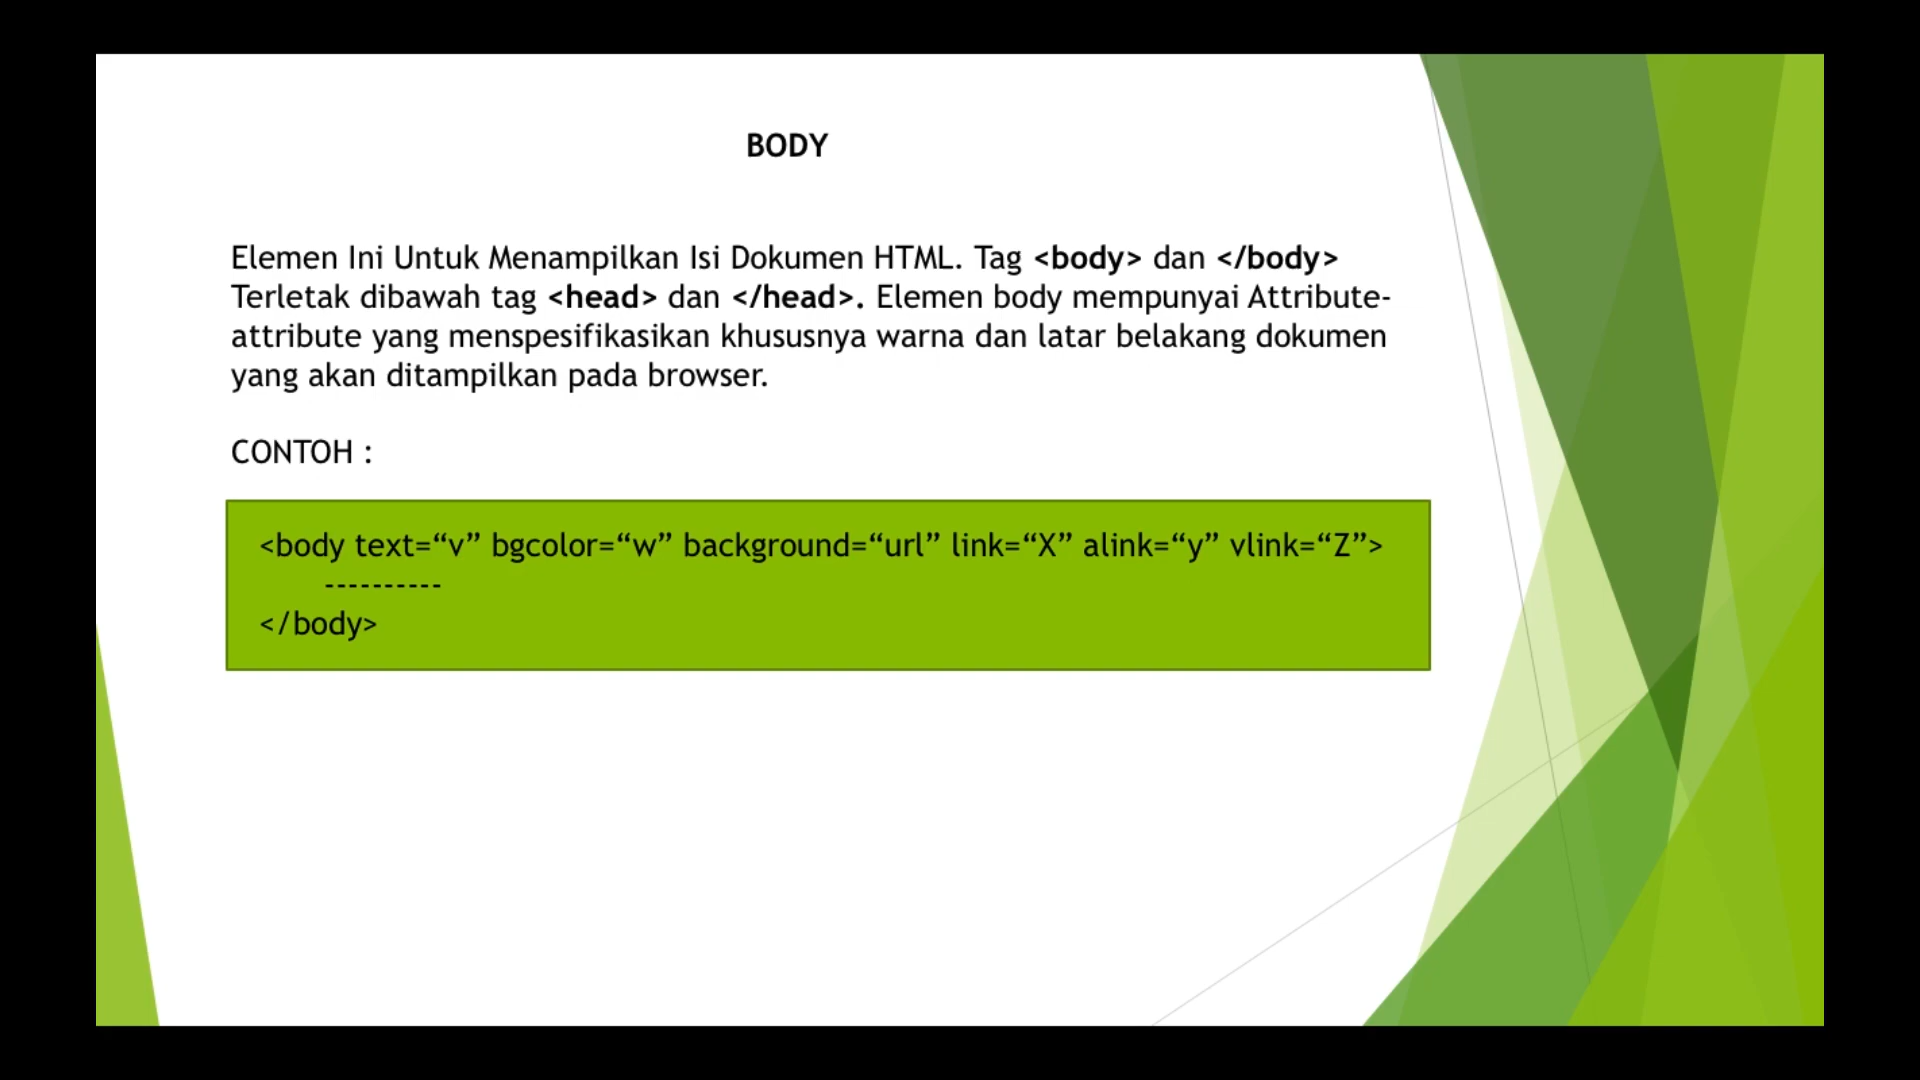 BODY
Elemen Ini Untuk Menampilkan Isi Dokumen HTML. Tag <body> dan </body>
Terletak dibawah tag <head> dan </head>. Elemen body mempunyai Attribute-
attribute yang menspesifikasikan khususnya warna dan latar belakang dokumen
yang akan ditampilkan pada browser.
CONTOH :
<body text=“v” bgcolor=“w” background=“url” link=“X” alink=“y” vlink=“Z”>
----------
</body>